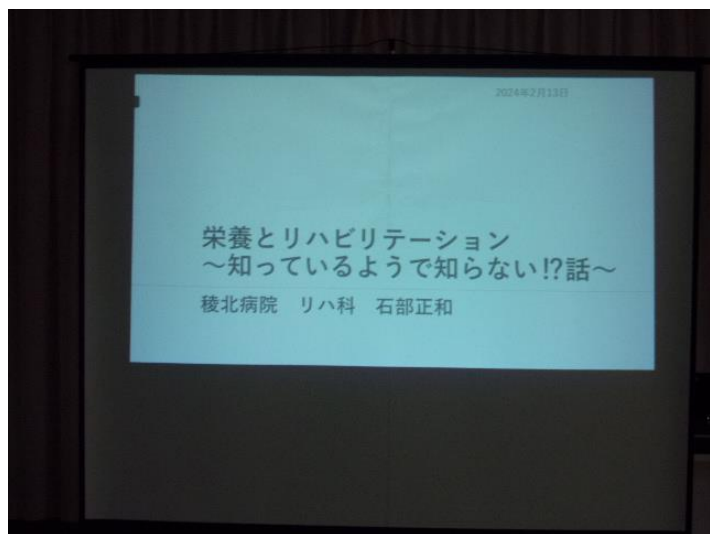 2024年2月13日
栄養とリハビリテーション
～知っているようで知らない!?話～
稜北病院　リハ科　石部正和